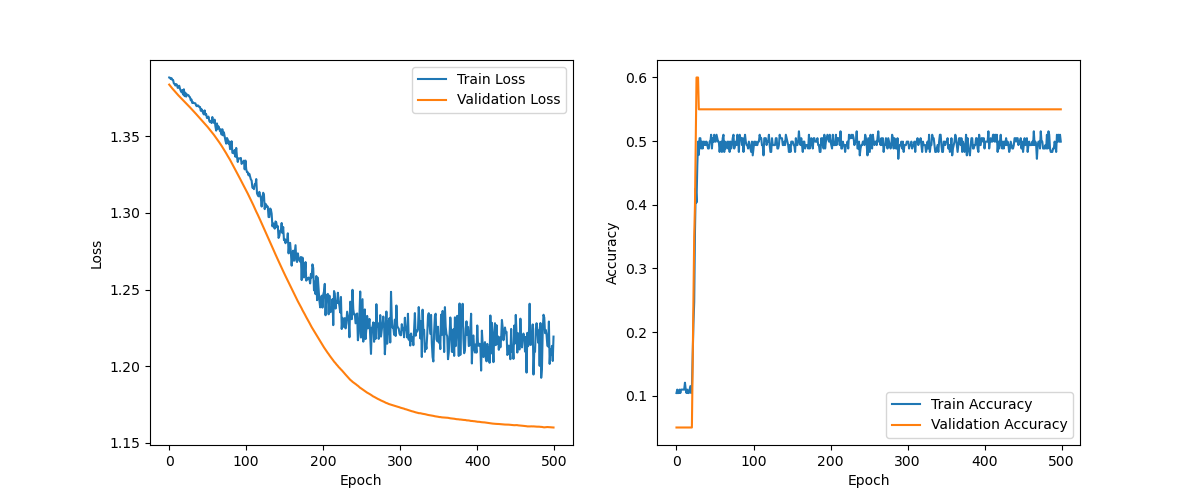 Train Loss
Validation Loss
1.35
1.30
1.25
1.20
1.15
Loss
0 100 200 300 400 500
Epoch
0.6
0.5
0.4
0.3
0.2
0.1
Accuracy
Train Accuracy
Validation Accuracy
0 100 200 300 400 500
Epoch